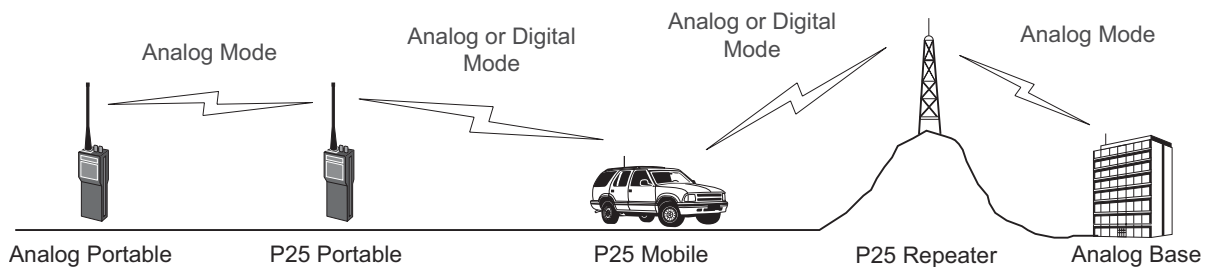 Analog Mode
Analog or Digital
Mode
Analog or Digital
Mode
Analog Mode
Analog Portable
P25 Portable
P25 Mobile
P25 Repeater
Analog Base